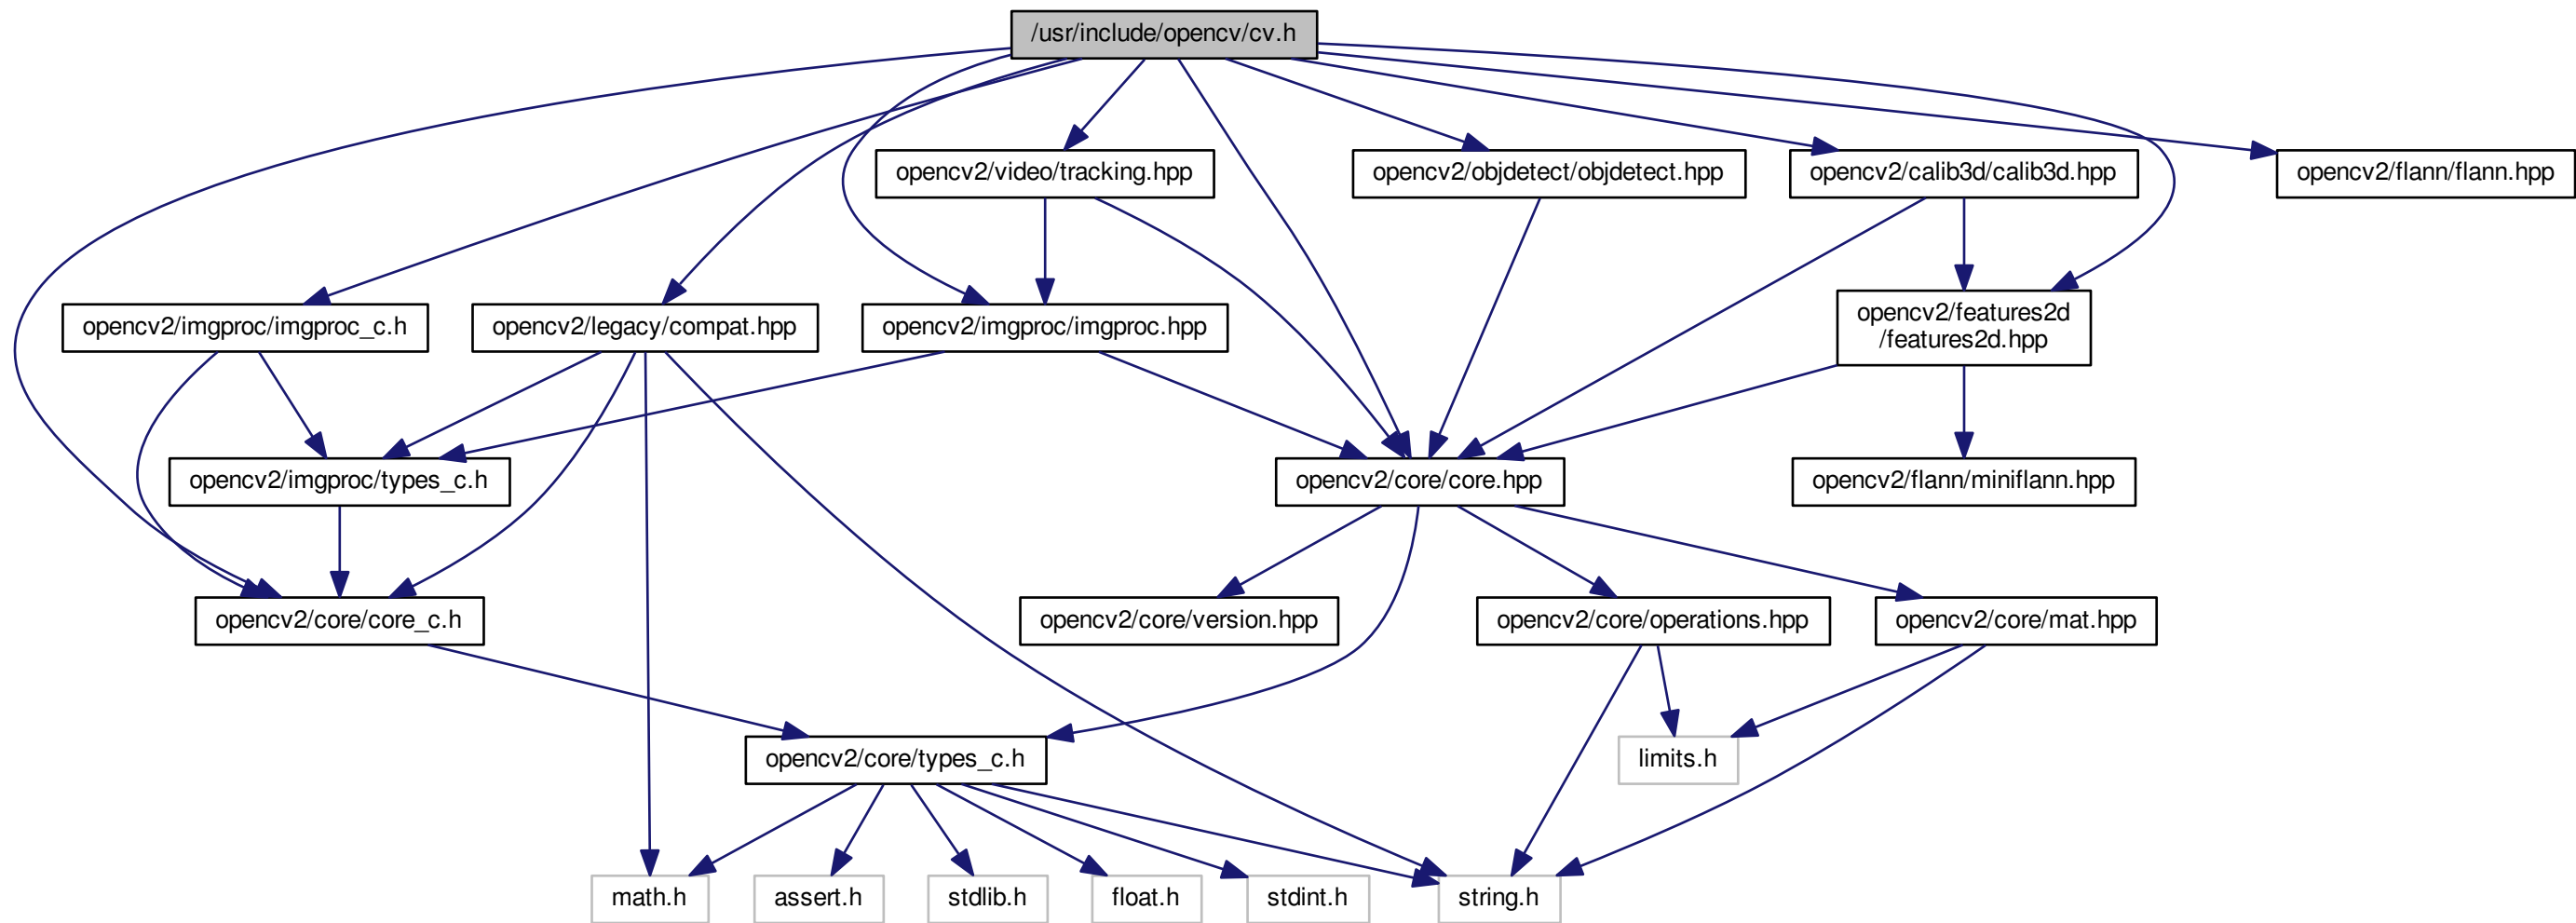 /usr/include/opencv/cv.h
opencv2/video/tracking.hpp
opencv2/objdetect/objdetect.hpp
opencv2/calib3d/calib3d.hpp
opencv2/flann/flann.hpp
opencv2/imgproc/imgproc_c.h
opencv2/legacy/compat.hpp
opencv2/imgproc/imgproc.hpp
opencv2/features2d
/features2d.hpp
opencv2/imgproc/types_c.h
opencv2/core/core.hpp
opencv2/flann/miniflann.hpp
opencv2/core/core_c.h
opencv2/core/version.hpp
opencv2/core/operations.hpp
opencv2/core/mat.hpp
opencv2/core/types_c.h
limits.h
math.h
assert.h
stdlib.h
float.h
stdint.h
string.h